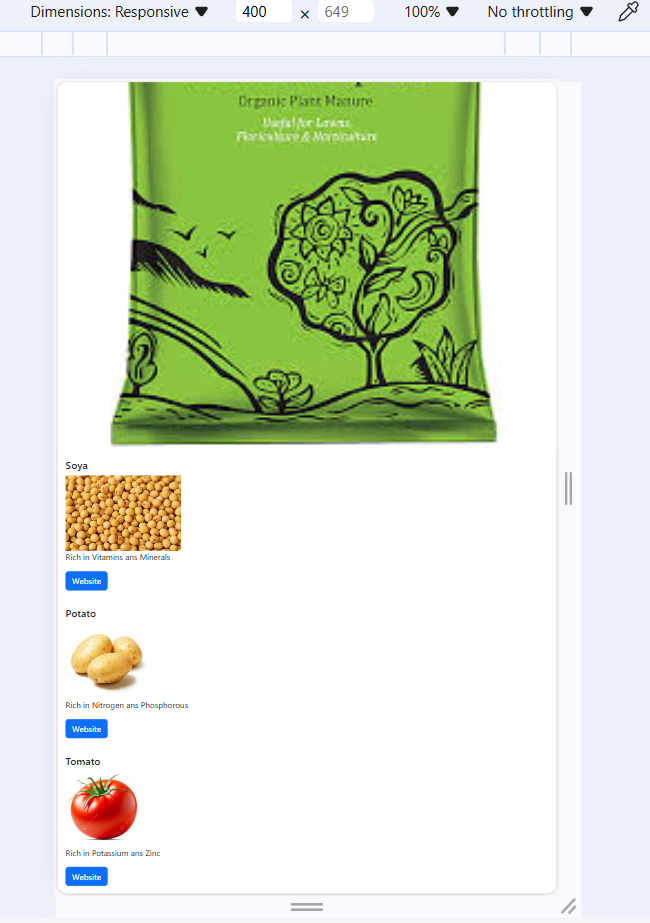 Dimensions: Responsive 400 × 649 100% No throttling
Organic Plant Manure
Useful for Lawns,
Floriculture & Horticulture
Soya
Rich in Vitamins ans Minerals
Website
Potato
Rich in Nitrogen ans Phosphorous
Website
Tomato
Rich in Potassium ans Zinc
Website